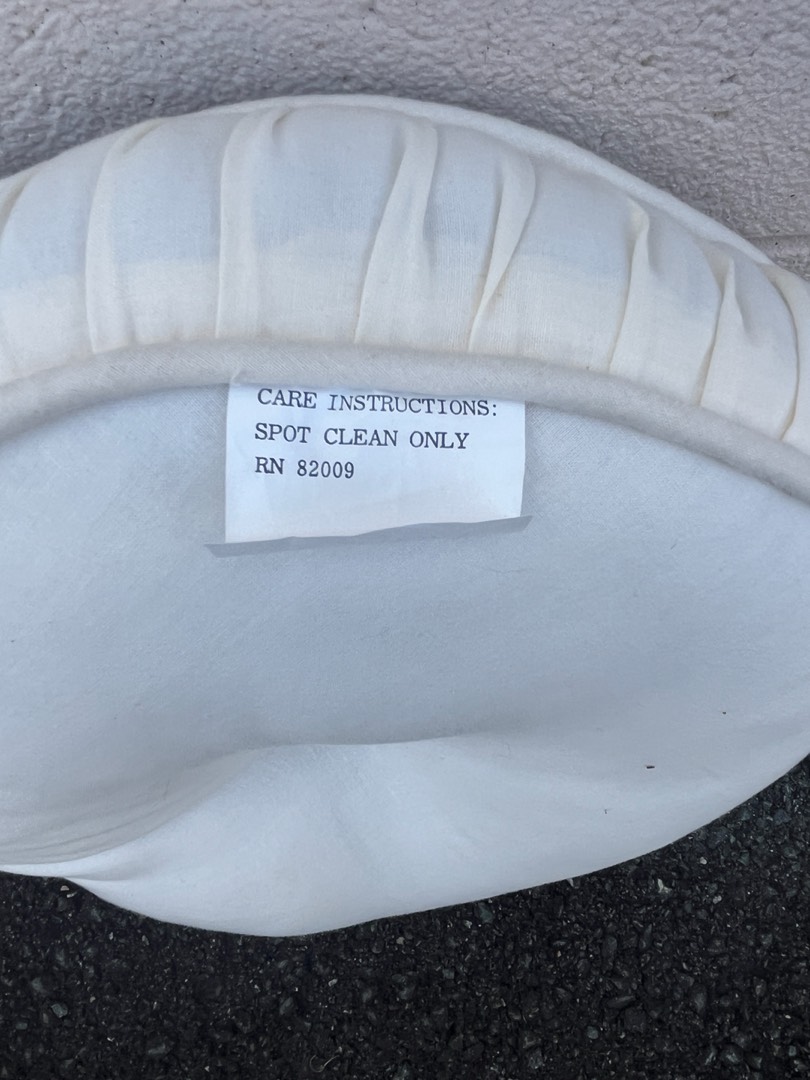 CARE INSTRUCTIONS:
SPOT CLEAN ONLY
RN 82009